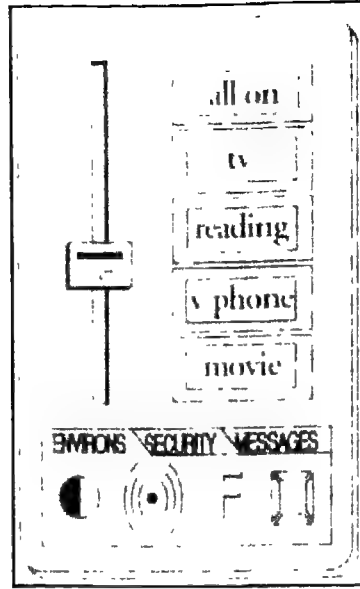 all on
tv
reading
v phone
movie
ENVIRONS SECURITY MESSAGES